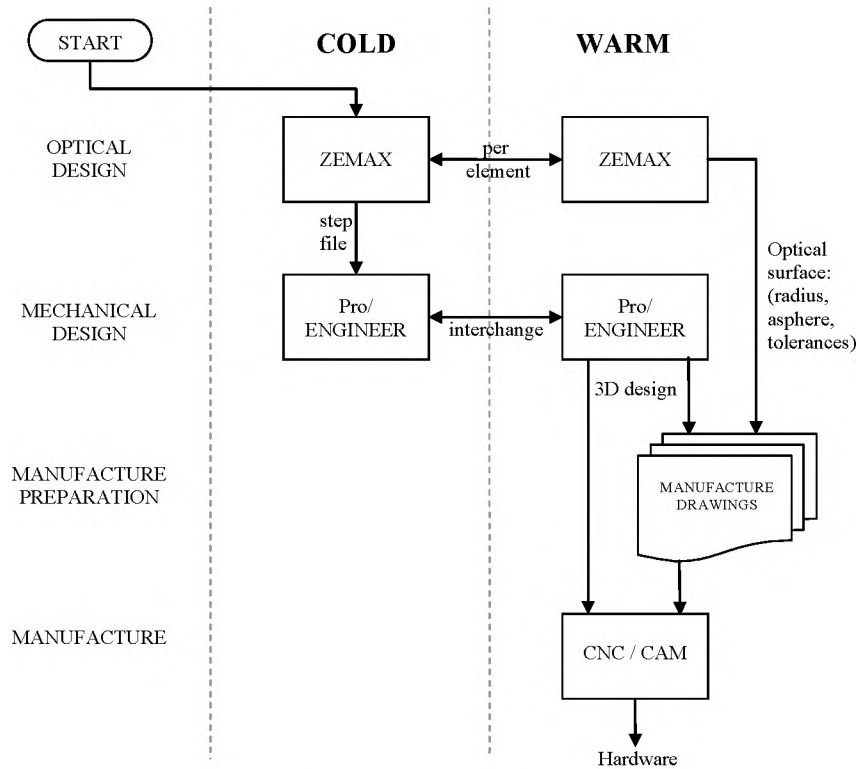 START
COLD
WARM
OPTICAL
DESIGN
ZEMAX
per
element
ZEMAX
step
file
Optical
surface:
(radius,
asphere,
tolerances)
MECHANICAL
DESIGN
Pro/
ENGINEER
interchange
Pro/
ENGINEER
3D design
MANUFACTURE
PREPARATION
MANUFACTURE
DRAWINGS
MANUFACTURE
CNC / CAM
Hardware